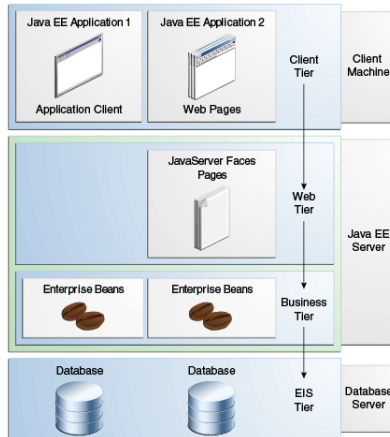 Java EE Application 1
Java EE Application 2
Application Client
Web Pages
Client
Tier
Client
Machine
JavaServer Faces
Pages
Web
Tier
Java EE
Server
Enterprise Beans
Enterprise Beans
Business
Tier
Database
Database
EIS
Tier
Database
Server